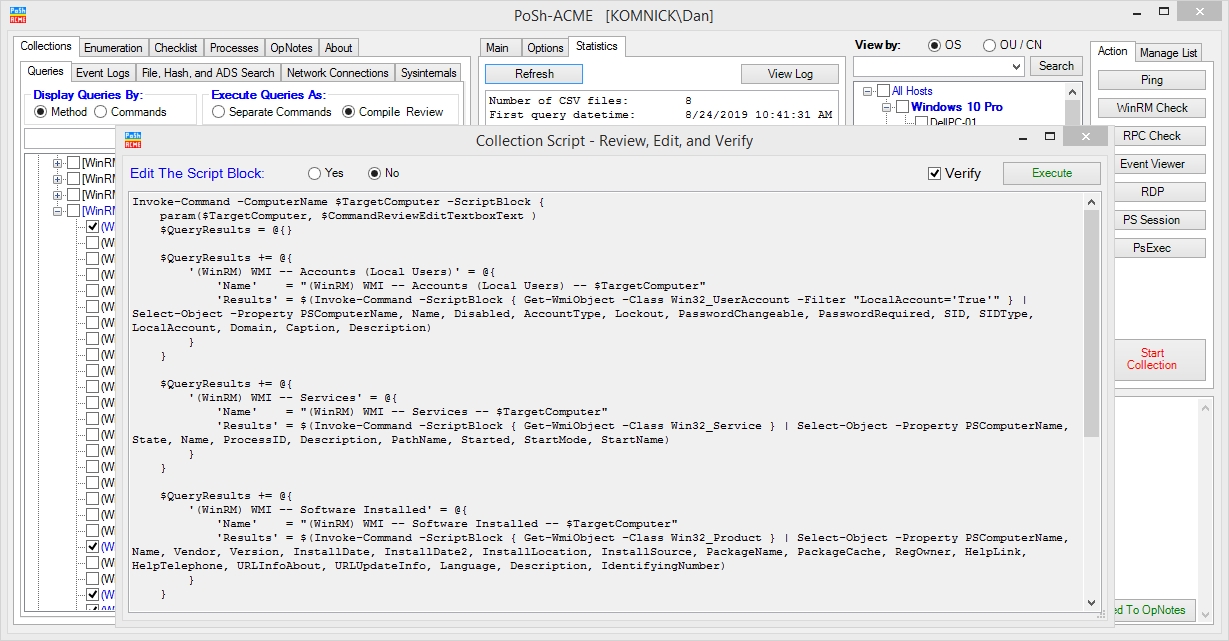 PoSh-ACME   [KOMNICK\Dan]
PoSh
ACME
Collections Enumeration Checklist Processes OpNotes About
Queries Event Logs File, Hash, and ADS Search Network Connections Sysinternals
Display Queries By:
Method Commands
Execute Queries As:
Separate Commands Compile Review
Main Options Statistics
Refresh View Log
Number of CSV files: 8
First query datetime: 8/24/2019 10:41:31 AM
View by: OS OU / CN
Search
All Hosts
Windows 10 Pro
DellPC-01
Action Manage List
Ping
WinRM Check
RPC Check
Event Viewer
RDP
PS Session
PsExec
Start
Collection
To OpNotes
PoSh
ACME
Collection Script - Review, Edit, and Verify
Edit The Script Block: Yes No Verify Execute
Invoke-Command -ComputerName $TargetComputer -ScriptBlock {
    param($TargetComputer, $CommandReviewEditTextboxText )
    $QueryResults = @{}
    $QueryResults += @{
        '(WinRM) WMI -- Accounts (Local Users)' = @{
            'Name'    = "(WinRM) WMI -- Accounts (Local Users) -- $TargetComputer"
            'Results' = $(Invoke-Command -ScriptBlock { Get-WmiObject -Class Win32_UserAccount -Filter "LocalAccount='True'" } |
Select-Object -Property PSComputerName, Name, Disabled, AccountType, Lockout, PasswordChangeable, PasswordRequired, SID, SIDType,
LocalAccount, Domain, Caption, Description)
        }
    }
    $QueryResults += @{
        '(WinRM) WMI -- Services' = @{
            'Name'    = "(WinRM) WMI -- Services -- $TargetComputer"
            'Results' = $(Invoke-Command -ScriptBlock { Get-WmiObject -Class Win32_Service } | Select-Object -Property PSComputerName,
State, Name, ProcessID, Description, PathName, Started, StartMode, StartName)
        }
    }
    $QueryResults += @{
        '(WinRM) WMI -- Software Installed' = @{
            'Name'    = "(WinRM) WMI -- Software Installed -- $TargetComputer"
            'Results' = $(Invoke-Command -ScriptBlock { Get-WmiObject -Class Win32_Product } | Select-Object -Property PSComputerName,
Name, Vendor, Version, InstallDate, InstallDate2, InstallLocation, InstallSource, PackageName, PackageCache, RegOwner, HelpLink,
HelpTelephone, URLInfoAbout, URLUpdateInfo, Language, Description, IdentifyingNumber)
        }
    }